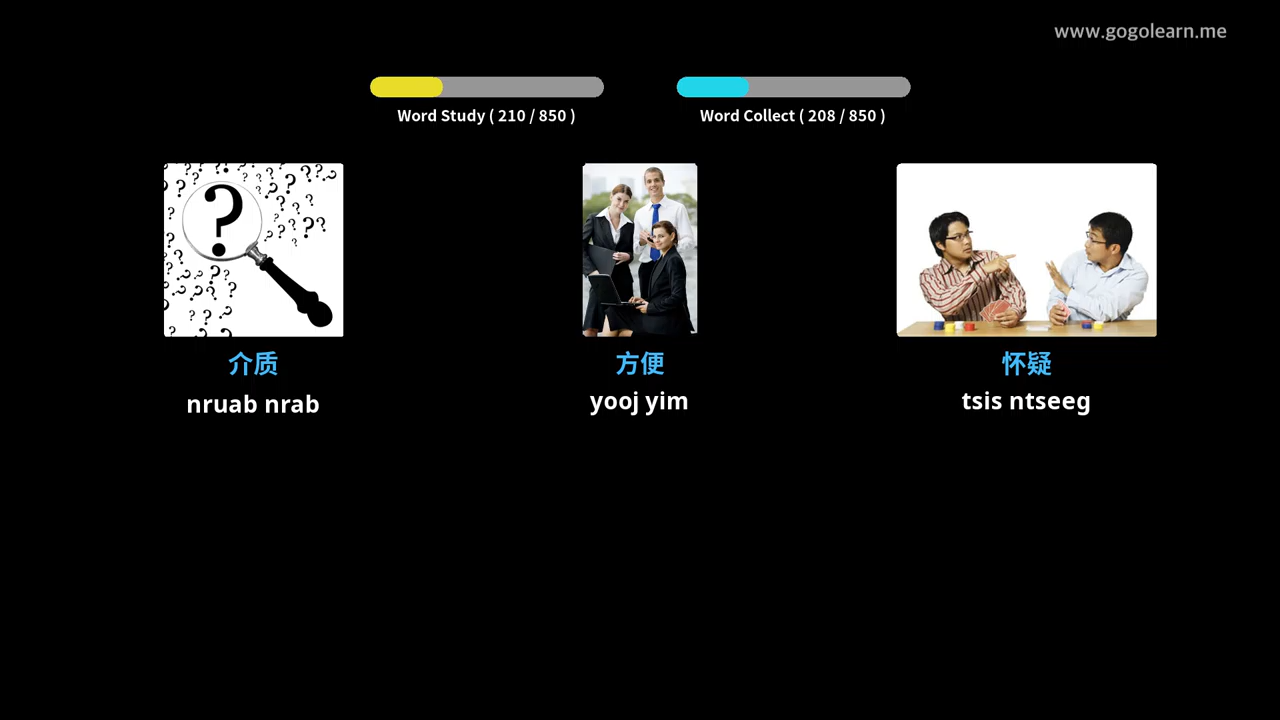 www.gogolearn.me
Word Study ( 210 / 850 )
Word Collect ( 208 / 850 )
介质
方便
怀疑
nruab nrab
yooj yim
tsis ntseeg